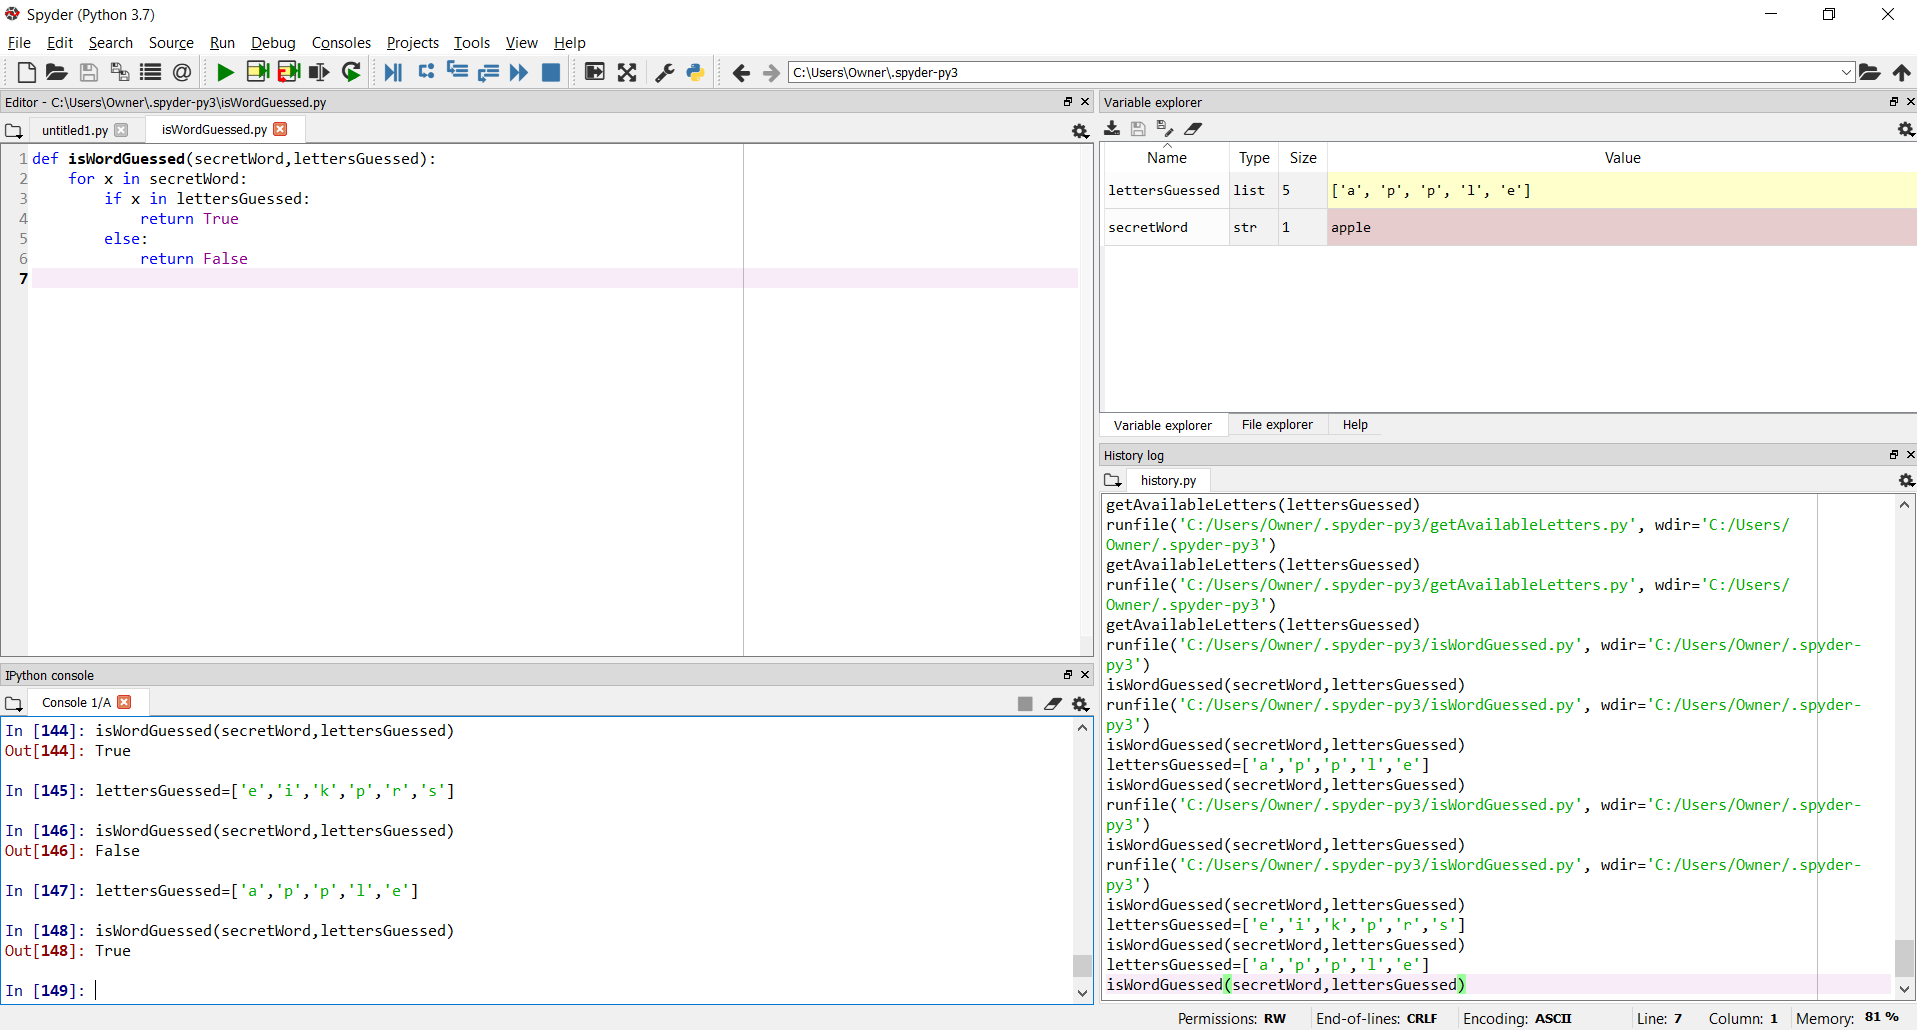 Spyder (Python 3.7)
File Edit Search Source Run Debug Consoles Projects Tools View Help
C:\Users\Owner\.spyder-py3
Editor - C:\Users\Owner\.spyder-py3\isWordGuessed.py
untitled1.py isWordGuessed.py
1 def isWordGuessed(secretWord,lettersGuessed):
2     for x in secretWord:
3         if x in lettersGuessed:
4             return True
5         else:
6             return False
7
IPython console
Console 1/A
In [144]: isWordGuessed(secretWord,lettersGuessed)
Out[144]: True
In [145]: lettersGuessed=['e','i','k','p','r','s']
In [146]: isWordGuessed(secretWord,lettersGuessed)
Out[146]: False
In [147]: lettersGuessed=['a','p','p','l','e']
In [148]: isWordGuessed(secretWord,lettersGuessed)
Out[148]: True
In [149]:
Variable explorer
Name Type Size Value
lettersGuessed list 5 ['a', 'p', 'p', 'l', 'e']
secretWord str 1 apple
Variable explorer File explorer Help
History log
history.py
getAvailableLetters(lettersGuessed)
runfile('C:/Users/Owner/.spyder-py3/getAvailableLetters.py', wdir='C:/Users/
Owner/.spyder-py3')
getAvailableLetters(lettersGuessed)
runfile('C:/Users/Owner/.spyder-py3/getAvailableLetters.py', wdir='C:/Users/
Owner/.spyder-py3')
getAvailableLetters(lettersGuessed)
runfile('C:/Users/Owner/.spyder-py3/isWordGuessed.py', wdir='C:/Users/Owner/.spyder-
py3')
isWordGuessed(secretWord,lettersGuessed)
runfile('C:/Users/Owner/.spyder-py3/isWordGuessed.py', wdir='C:/Users/Owner/.spyder-
py3')
isWordGuessed(secretWord,lettersGuessed)
lettersGuessed=['a','p','p','l','e']
isWordGuessed(secretWord,lettersGuessed)
runfile('C:/Users/Owner/.spyder-py3/isWordGuessed.py', wdir='C:/Users/Owner/.spyder-
py3')
isWordGuessed(secretWord,lettersGuessed)
runfile('C:/Users/Owner/.spyder-py3/isWordGuessed.py', wdir='C:/Users/Owner/.spyder-
py3')
isWordGuessed(secretWord,lettersGuessed)
lettersGuessed=['e','i','k','p','r','s']
isWordGuessed(secretWord,lettersGuessed)
lettersGuessed=['a','p','p','l','e']
isWordGuessed(secretWord,lettersGuessed)
Permissions: RW End-of-lines: CRLF Encoding: ASCII Line: 7 Column: 1 Memory: 81 %